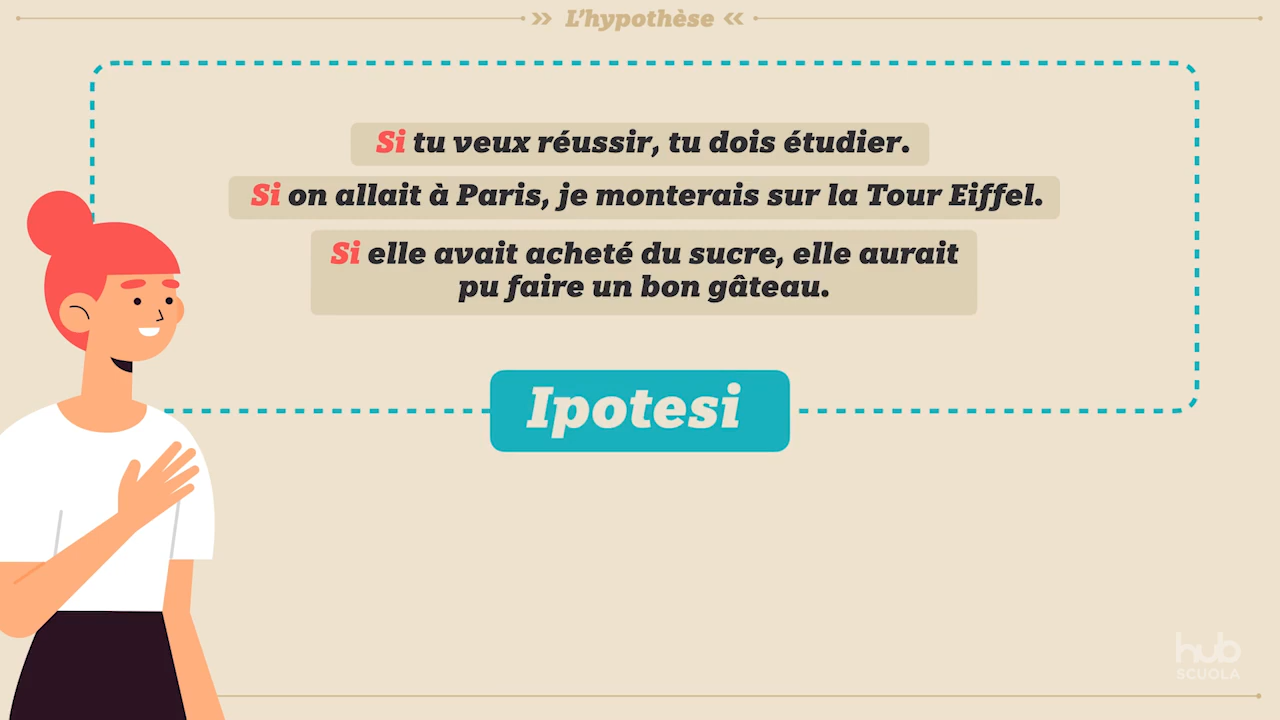 » L'hypothèse «
Si tu veux réussir, tu dois étudier.
Si on allait à Paris, je monterais sur la Tour Eiffel.
Si elle avait acheté du sucre, elle aurait
pu faire un bon gâteau.
Ipotesi
hub
SCUOLA